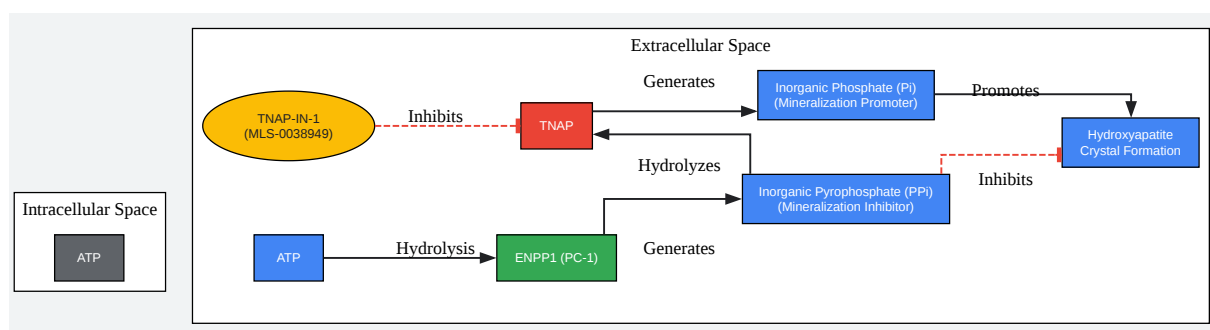 Extracellular Space
Generates
Inorganic Phosphate (Pi)
(Mineralization Promoter)
Promotes
TNAP-IN-1
(MLS-0038949)
Inhibits
TNAP
Hydroxyapatite
Crystal Formation
Hydrolyzes
Inorganic Pyrophosphate (PPi)
(Mineralization Inhibitor)
Inhibits
Intracellular Space
ATP
ATP
Hydrolysis
ENPP1 (PC-1)
Generates